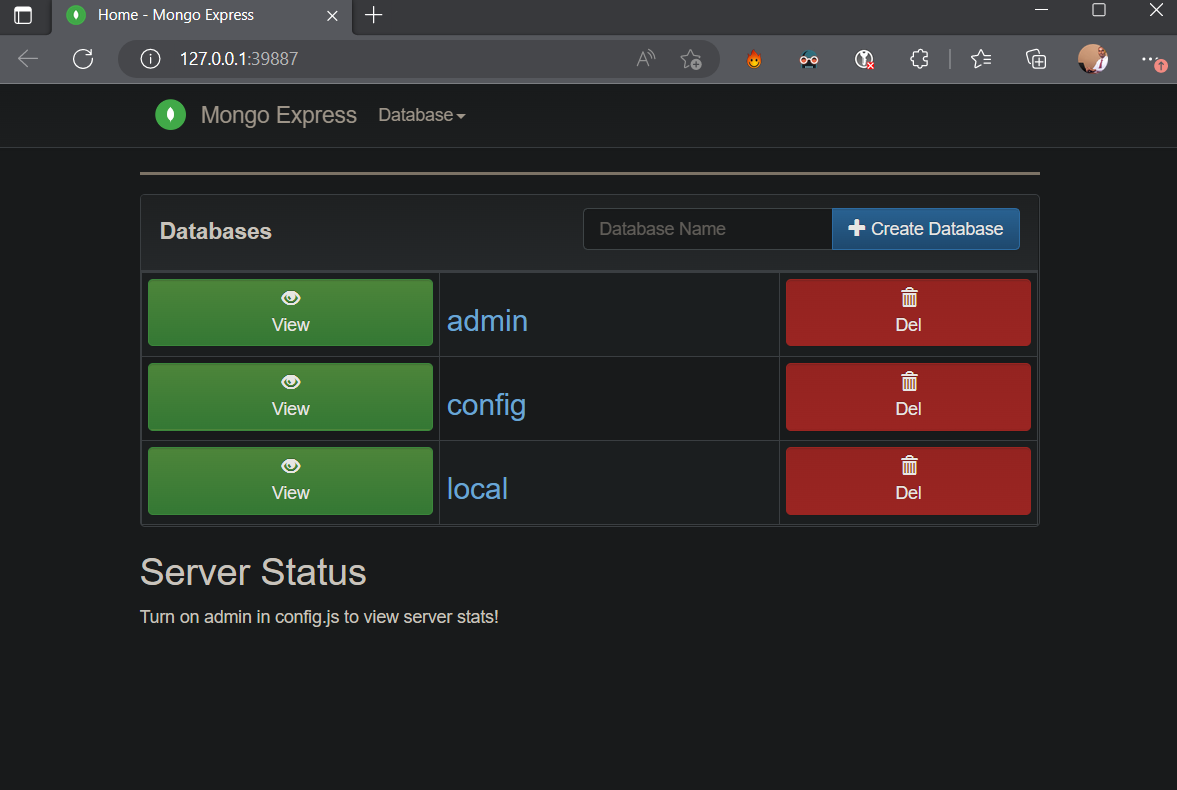 Home - Mongo Express
127.0.0.1:39887
Mongo Express Database
Databases
Database Name
Create Database
View
admin
Del
View
config
Del
View
local
Del
Server Status
Turn on admin in config.js to view server stats!